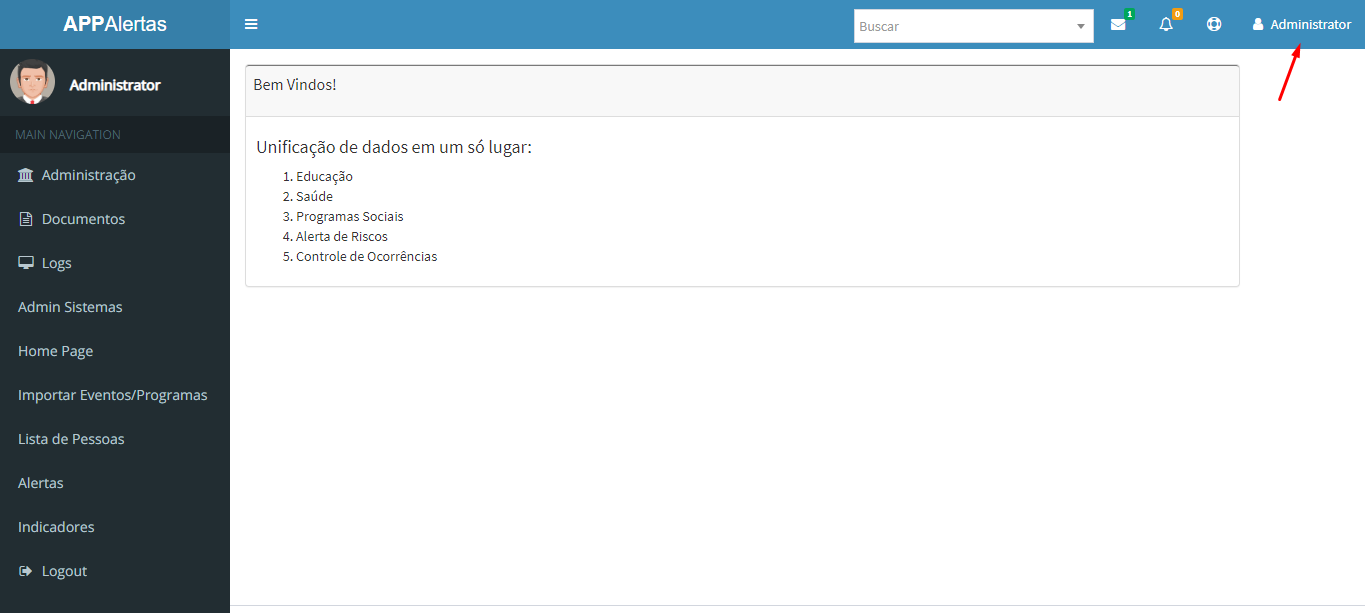 APPAlertas
Buscar
1
0
Administrator
Administrator
MAIN NAVIGATION
Administração
Documentos
Logs
Admin Sistemas
Home Page
Importar Eventos/Programas
Lista de Pessoas
Alertas
Indicadores
Logout
Bem Vindos!
Unificação de dados em um só lugar:
1. Educação
2. Saúde
3. Programas Sociais
4. Alerta de Riscos
5. Controle de Ocorrências